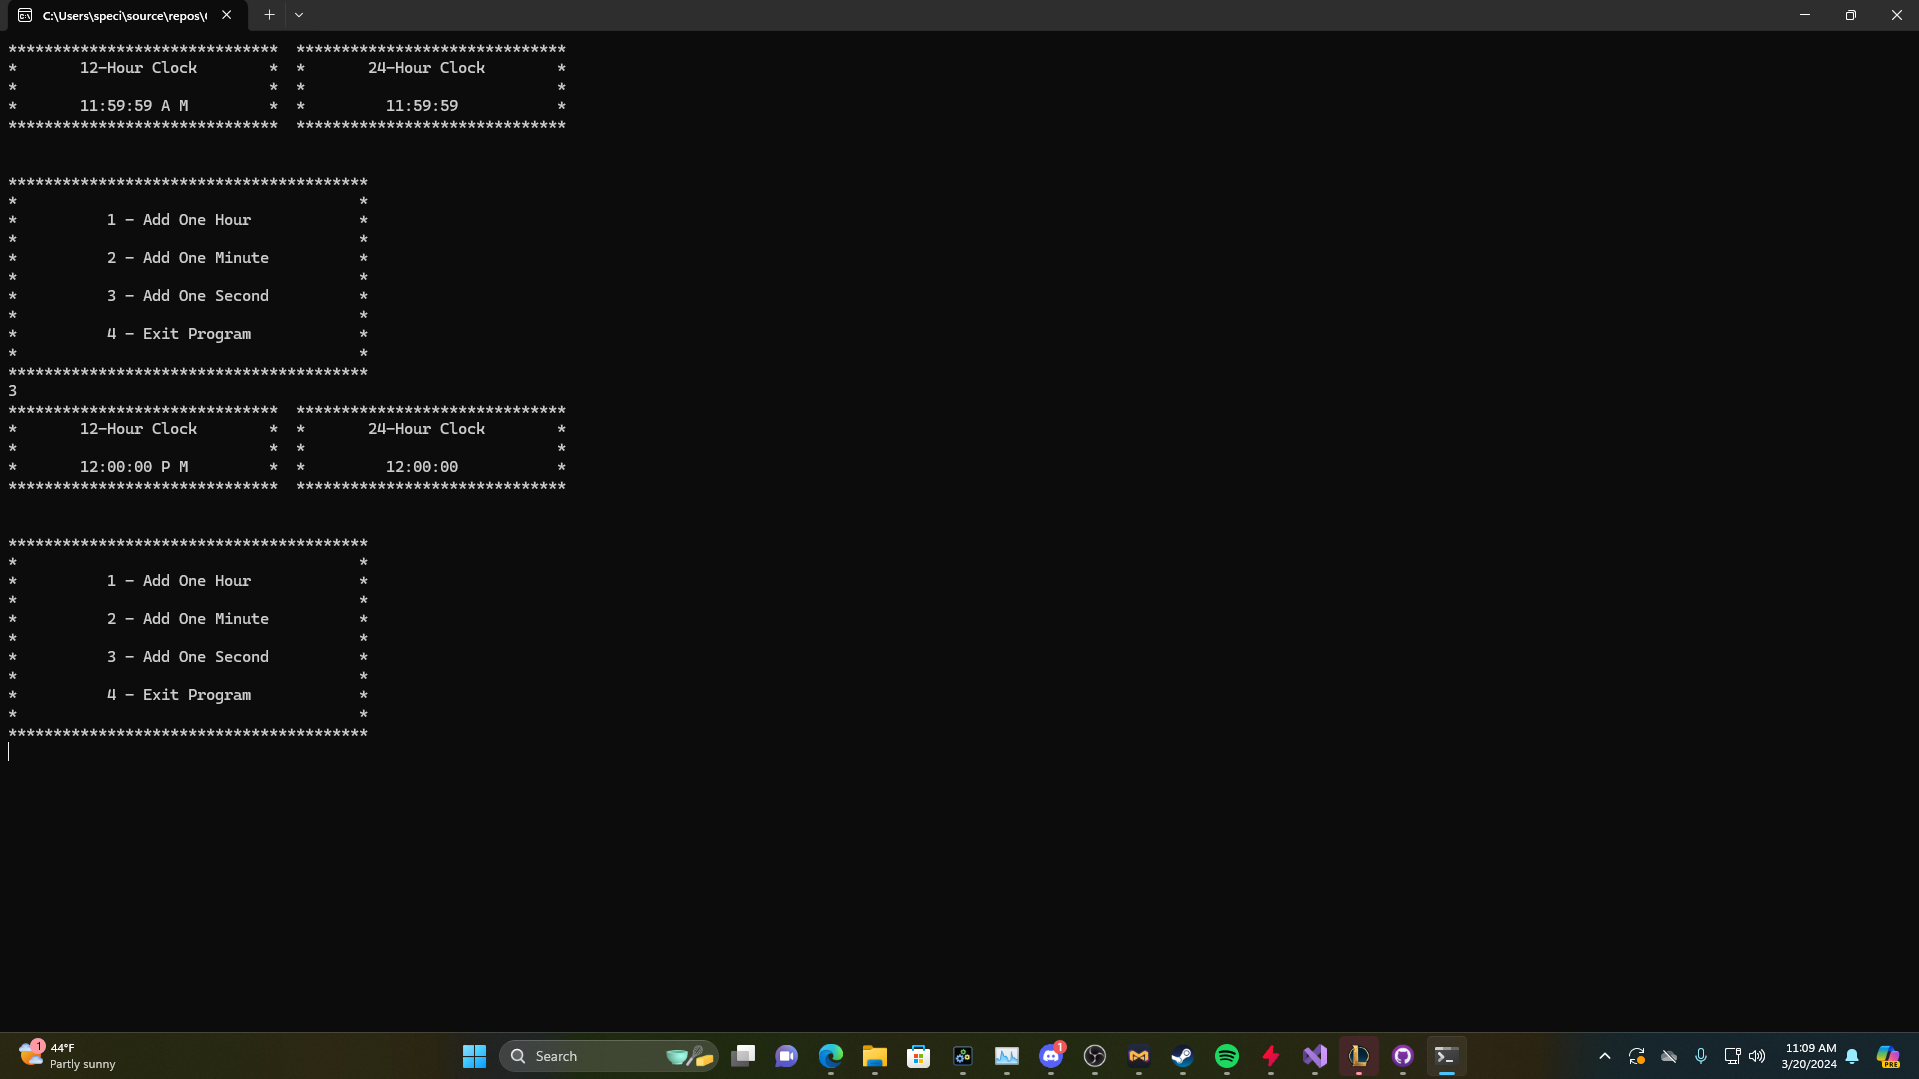 C:\Users\speci\source\repos\
****************************** ******************************
*       12-Hour Clock        * *       24-Hour Clock        *
*                            * *                            *
*       11:59:59 A M         * *         11:59:59           *
****************************** ******************************
****************************************
*                                      *
*          1 - Add One Hour            *
*                                      *
*          2 - Add One Minute          *
*                                      *
*          3 - Add One Second          *
*                                      *
*          4 - Exit Program            *
*                                      *
****************************************
3
****************************** ******************************
*       12-Hour Clock        * *       24-Hour Clock        *
*                            * *                            *
*       12:00:00 P M         * *         12:00:00           *
****************************** ******************************
****************************************
*                                      *
*          1 - Add One Hour            *
*                                      *
*          2 - Add One Minute          *
*                                      *
*          3 - Add One Second          *
*                                      *
*          4 - Exit Program            *
*                                      *
****************************************
1
44°F
Partly sunny
Search
1
11:09 AM
3/20/2024
PRE